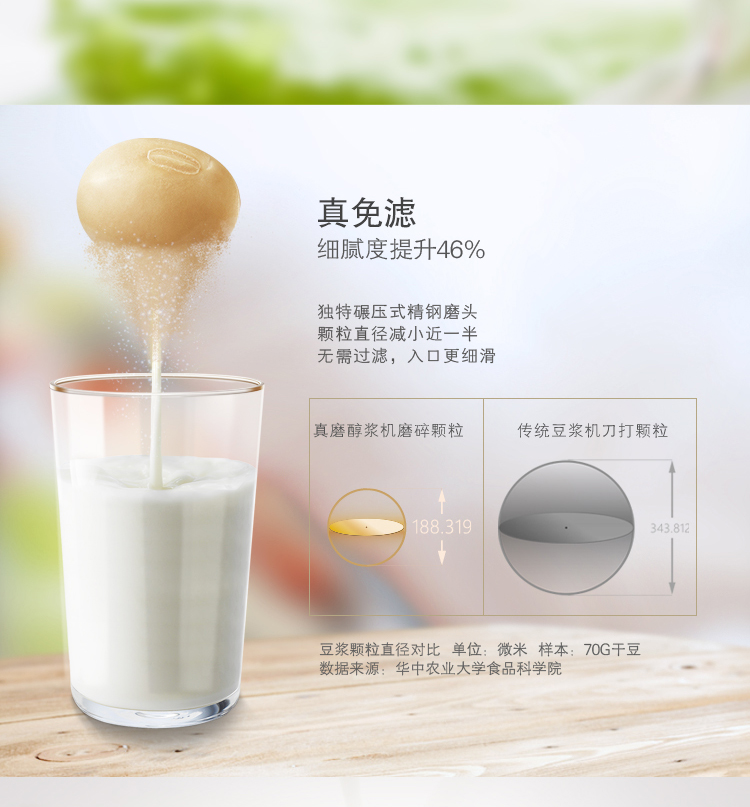 真免滤
细腻度提升46%
独特碾压式精钢磨头
颗粒直径减小近一半
无需过滤，入口更细滑
真磨醇浆机磨碎颗粒
传统豆浆机刀打颗粒
188.319
343.812
豆浆颗粒直径对比 单位：微米 样本：70G干豆
数据来源：华中农业大学食品科学院